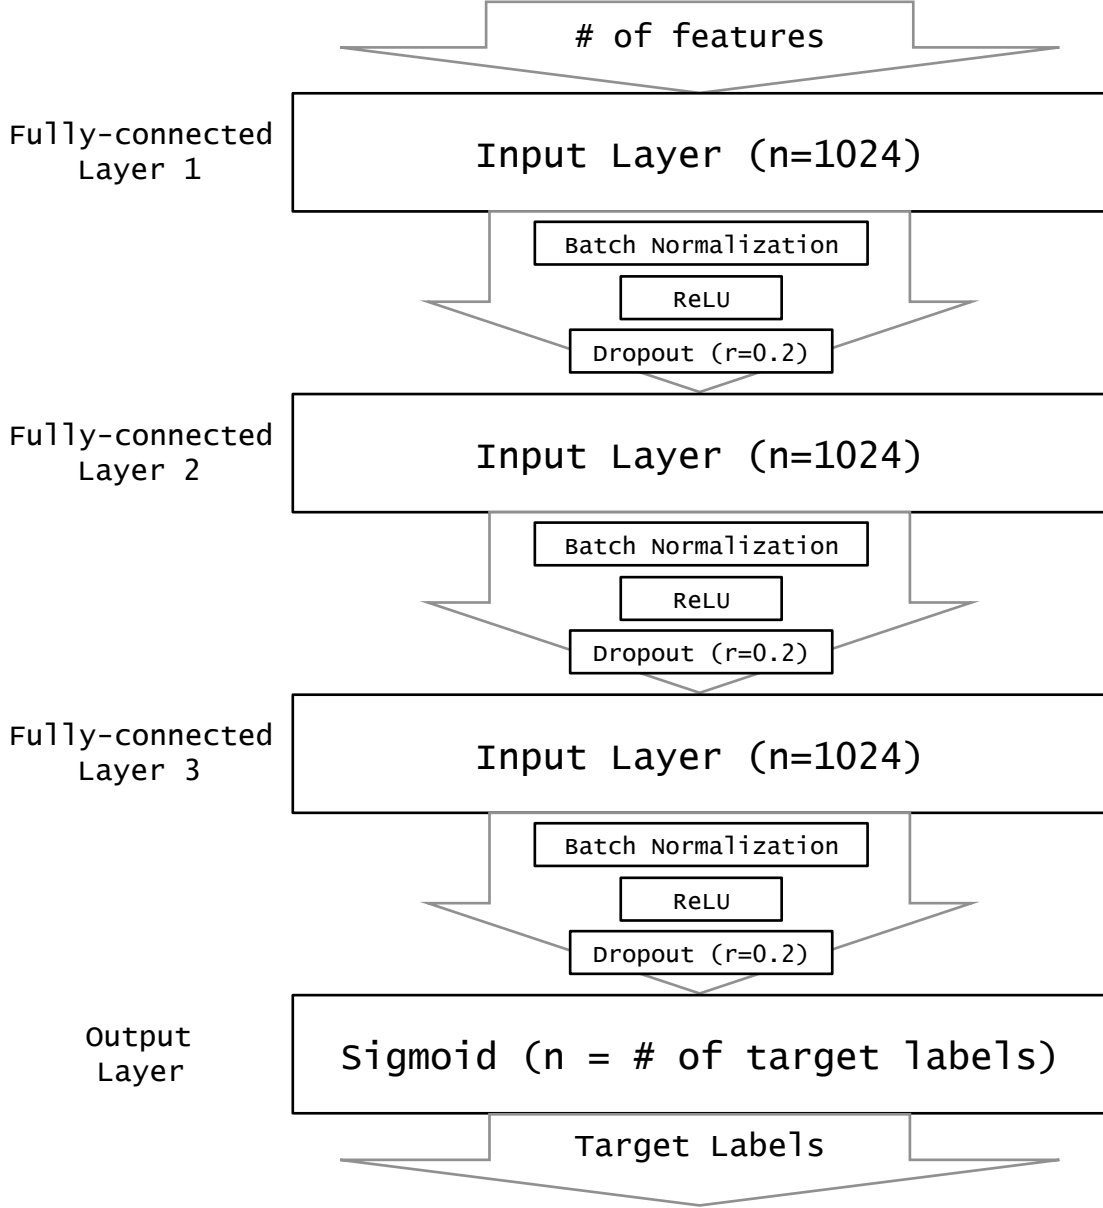 # of features
Fully-connected
Layer 1
Input Layer (n=1024)
Batch Normalization
ReLU
Dropout (r=0.2)
Fully-connected
Layer 2
Input Layer (n=1024)
Batch Normalization
ReLU
Dropout (r=0.2)
Fully-connected
Layer 3
Input Layer (n=1024)
Batch Normalization
ReLU
Dropout (r=0.2)
Output
Layer
Sigmoid (n = # of target labels)
Target Labels